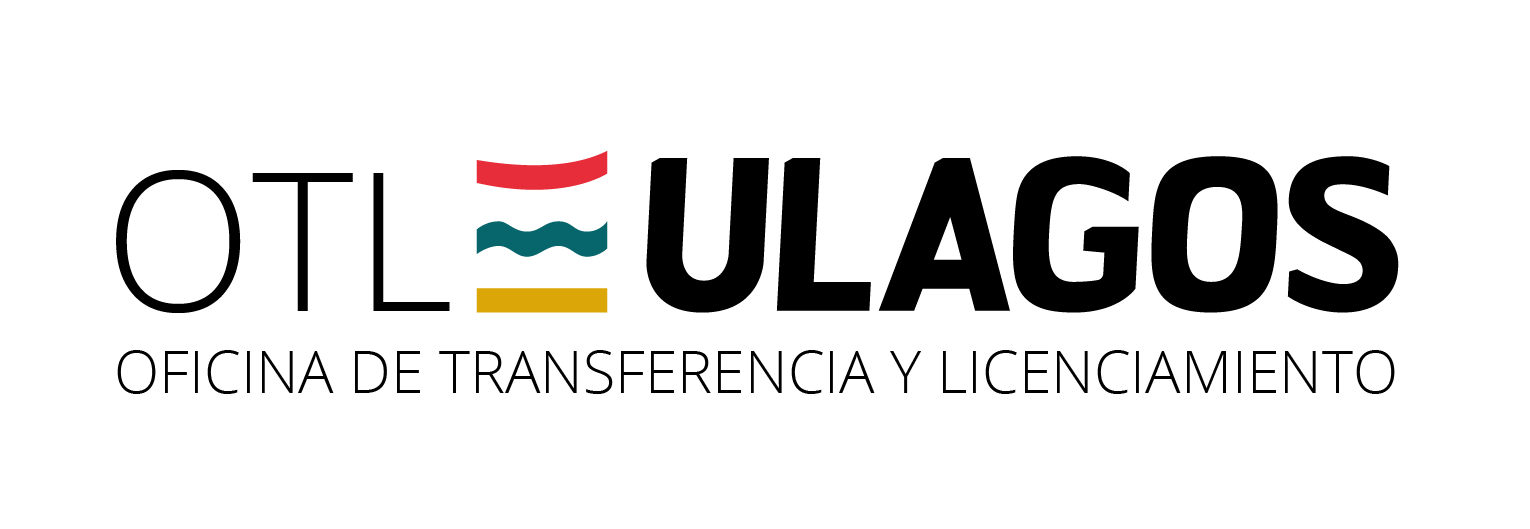 OTL ULAGOS
OFICINA DE TRANSFERENCIA Y LICENCIAMIENTO